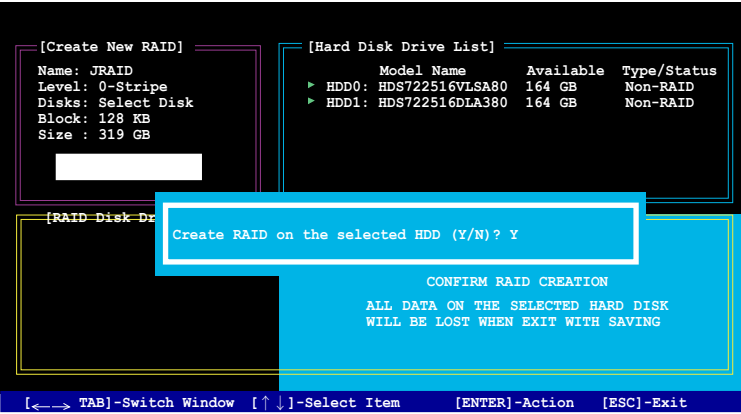 [Create New RAID]
Name: JRAID
Level: 0-Stripe
Disks: Select Disk
Block: 128 KB
Size : 319 GB
[Hard Disk Drive List]
Model Name Available Type/Status
HDD0: HDS722516VLSA80 164 GB Non-RAID
HDD1: HDS722516DLA380 164 GB Non-RAID
[RAID Disk Dr
Create RAID on the selected HDD (Y/N)? Y
CONFIRM RAID CREATION
ALL DATA ON THE SELECTED HARD DISK
WILL BE LOST WHEN EXIT WITH SAVING
[←→ TAB]-Switch Window [↑↓]-Select Item [ENTER]-Action [ESC]-Exit